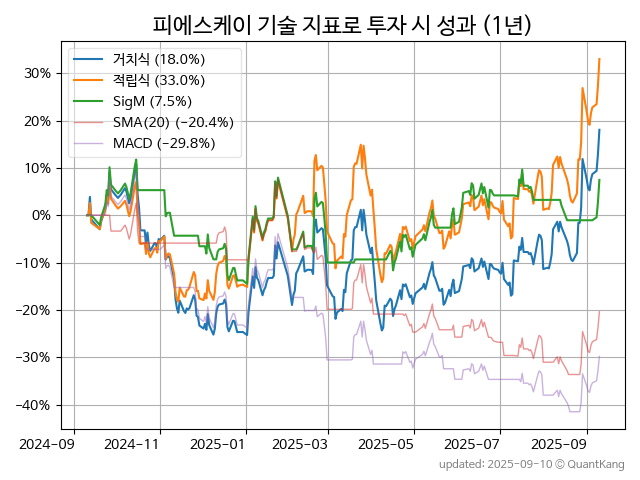 피에스케이 기술 지표로 투자 시 성과 (1년)
거치식 (18.0%)
적립식 (33.0%)
SigM (7.5%)
SMA(20) (−20.4%)
MACD (−29.8%)
30%
20%
10%
0%
−10%
−20%
−30%
−40%
2024-09
2024-11
2025-01
2025-03
2025-05
2025-07
2025-09
updated: 2025-09-10 © QuantKang